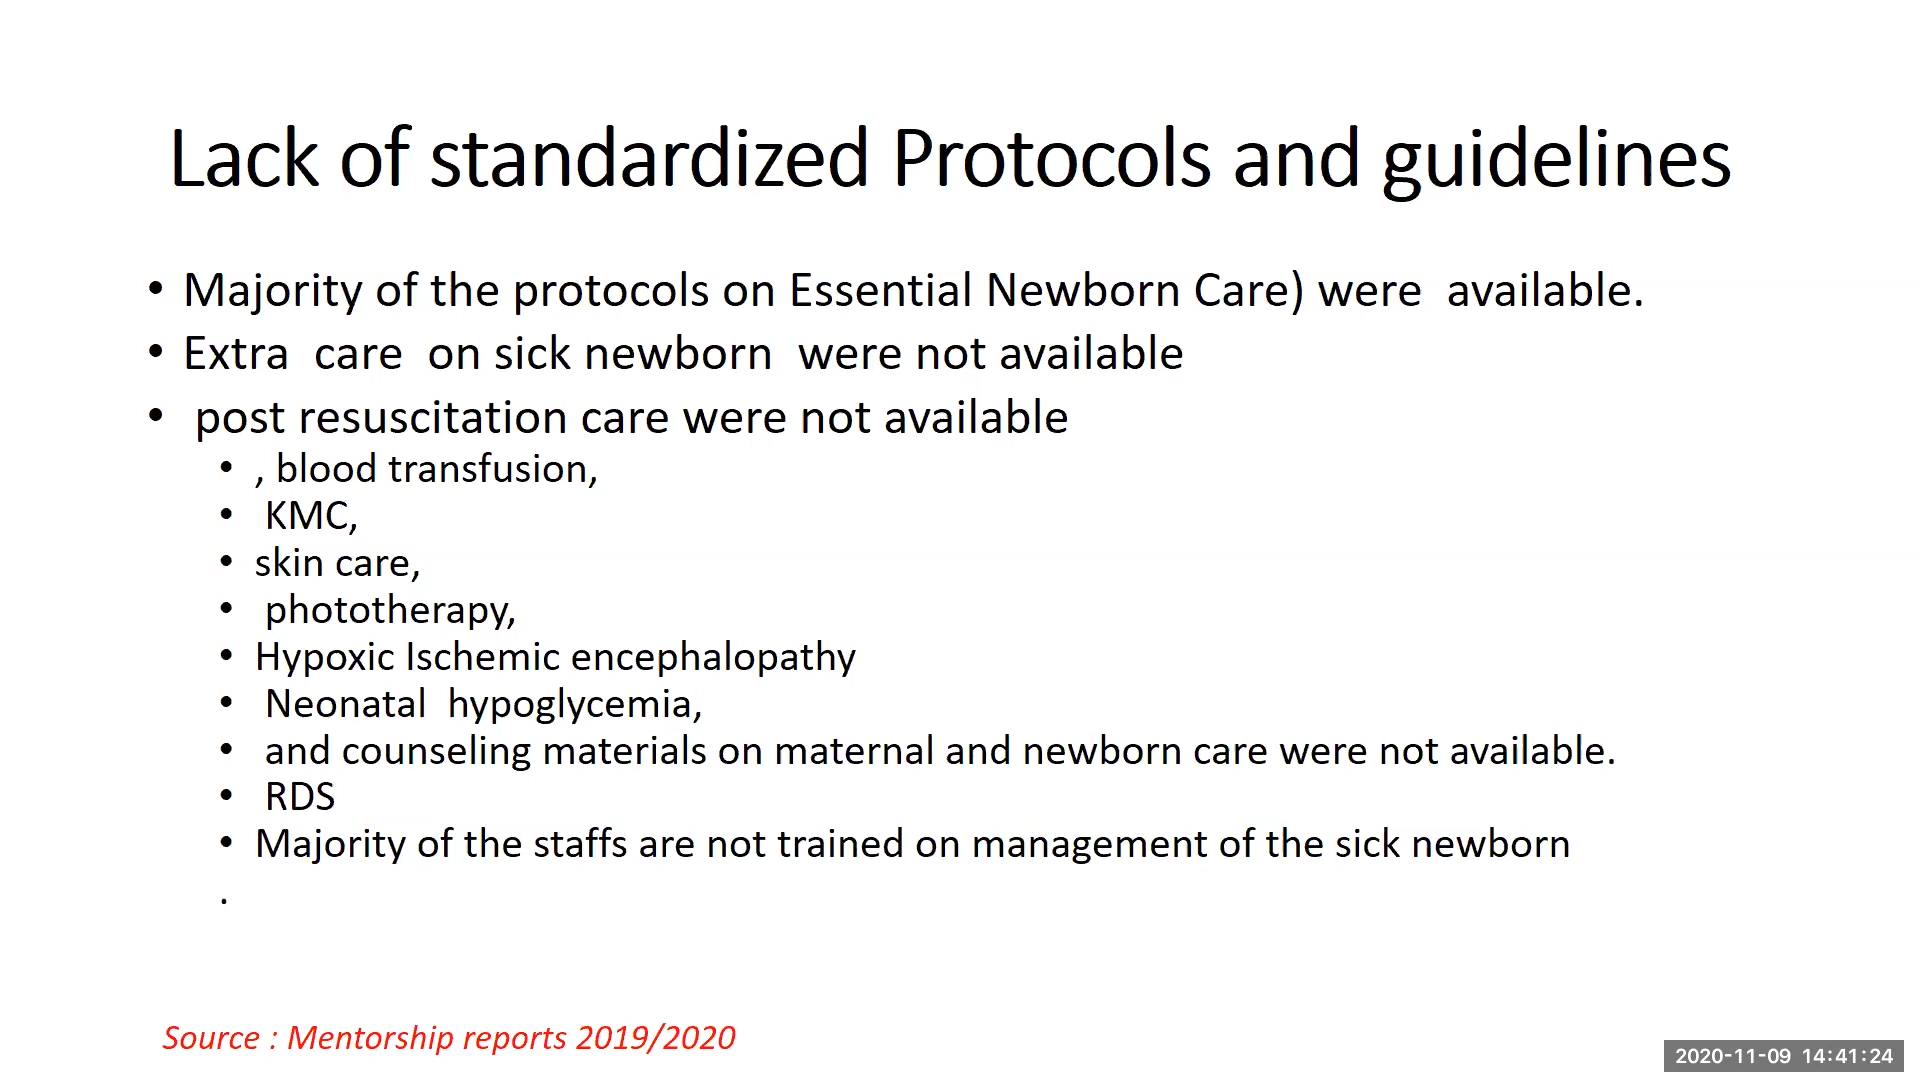 Lack of standardized Protocols and guidelines
• Majority of the protocols on Essential Newborn Care) were  available.
• Extra  care  on sick newborn  were not available
•  post resuscitation care were not available
• , blood transfusion,
•  KMC,
• skin care,
•  phototherapy,
• Hypoxic Ischemic encephalopathy
•  Neonatal  hypoglycemia,
•  and counseling materials on maternal and newborn care were not available.
•  RDS
• Majority of the staffs are not trained on management of the sick newborn
.
Source : Mentorship reports 2019/2020
2020-11-09 14:41:24